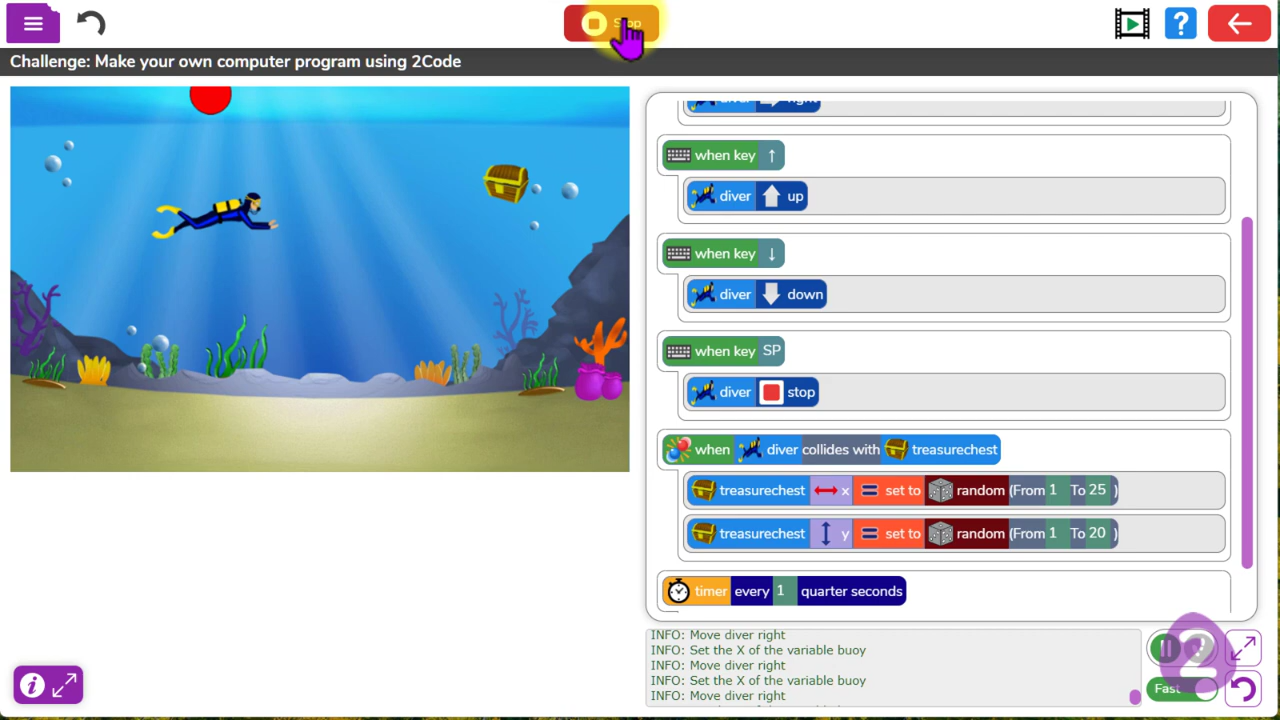 Stop
Challenge: Make your own computer program using 2Code
diver right
when key ↑
diver up
when key ↓
diver down
when key SP
diver stop
when diver collides with treasurechest
treasurechest x = set to random (From 1 To 25 )
treasurechest y = set to random (From 1 To 20 )
timer every 1 quarter seconds
INFO: Move diver right
INFO: Set the X of the variable buoy
INFO: Move diver right
INFO: Set the X of the variable buoy
INFO: Move diver right
Fast